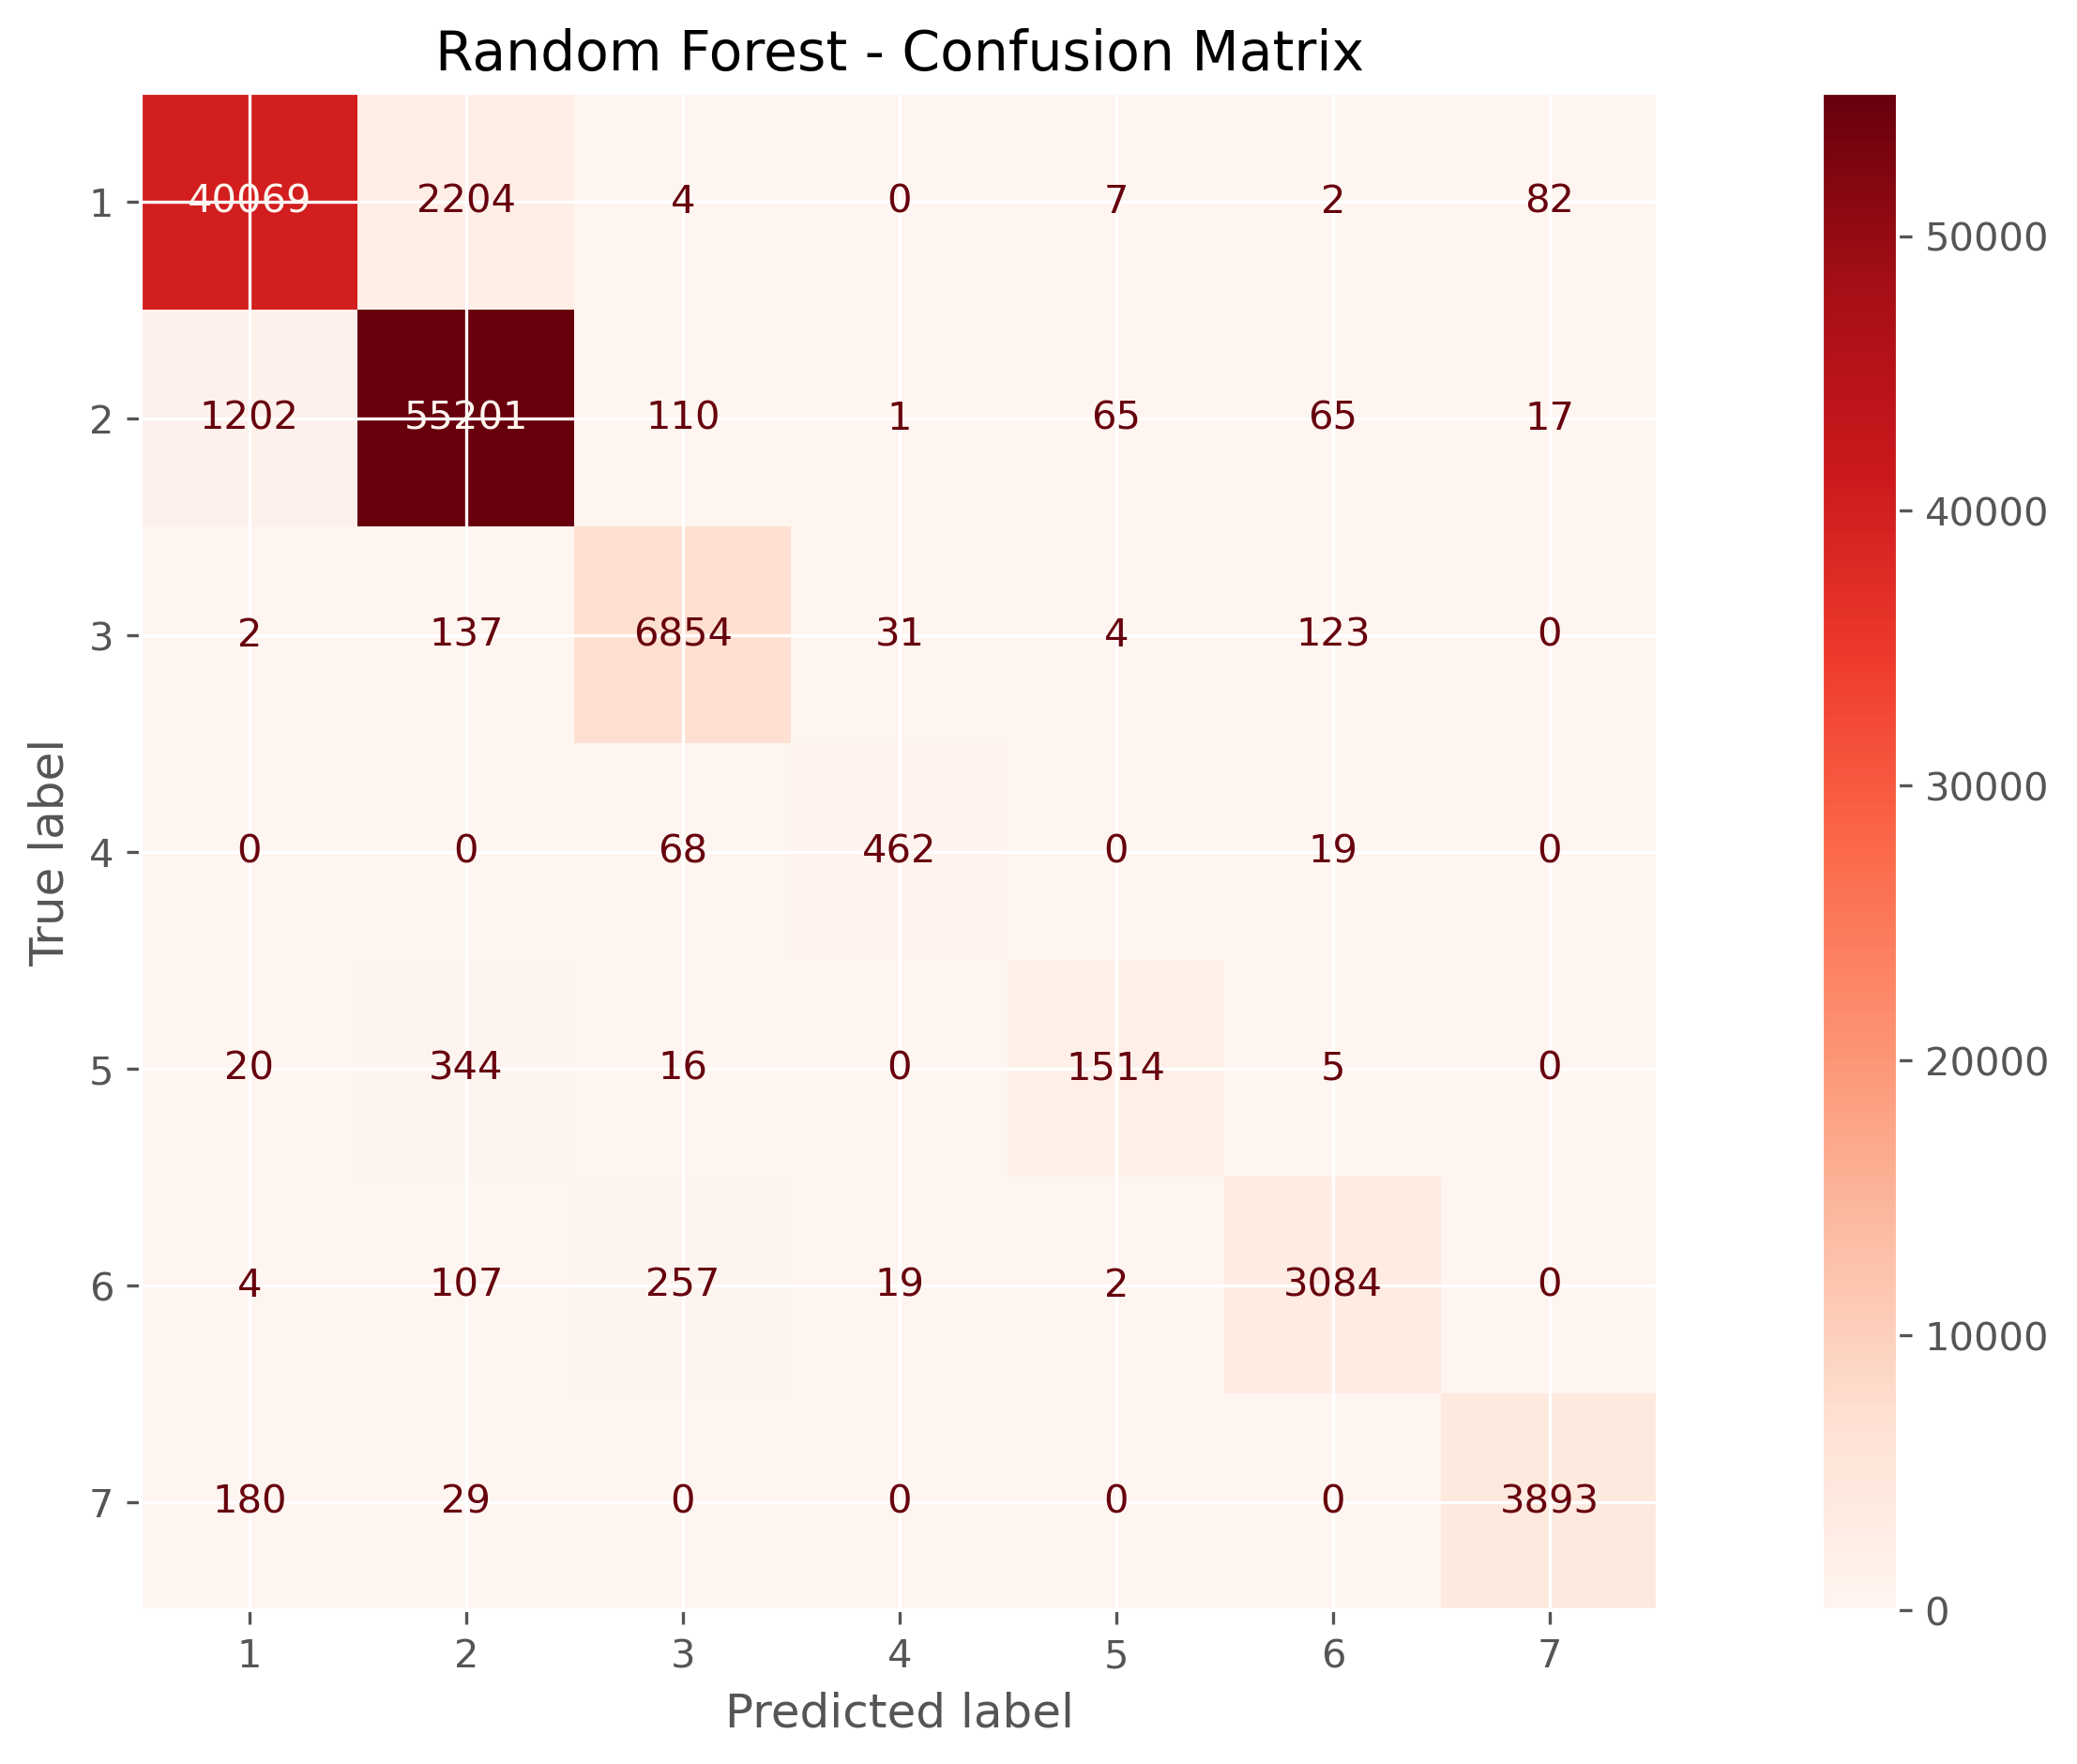 Random Forest - Confusion Matrix
1 40069 2204 4 0 7 2 82
2 1202 55201 110 1 65 65 17
3 2 137 6854 31 4 123 0
4 0 0 68 462 0 19 0
5 20 344 16 0 1514 5 0
6 4 107 257 19 2 3084 0
7 180 29 0 0 0 0 3893
1 2 3 4 5 6 7
Predicted label
True label
50000
40000
30000
20000
10000
0